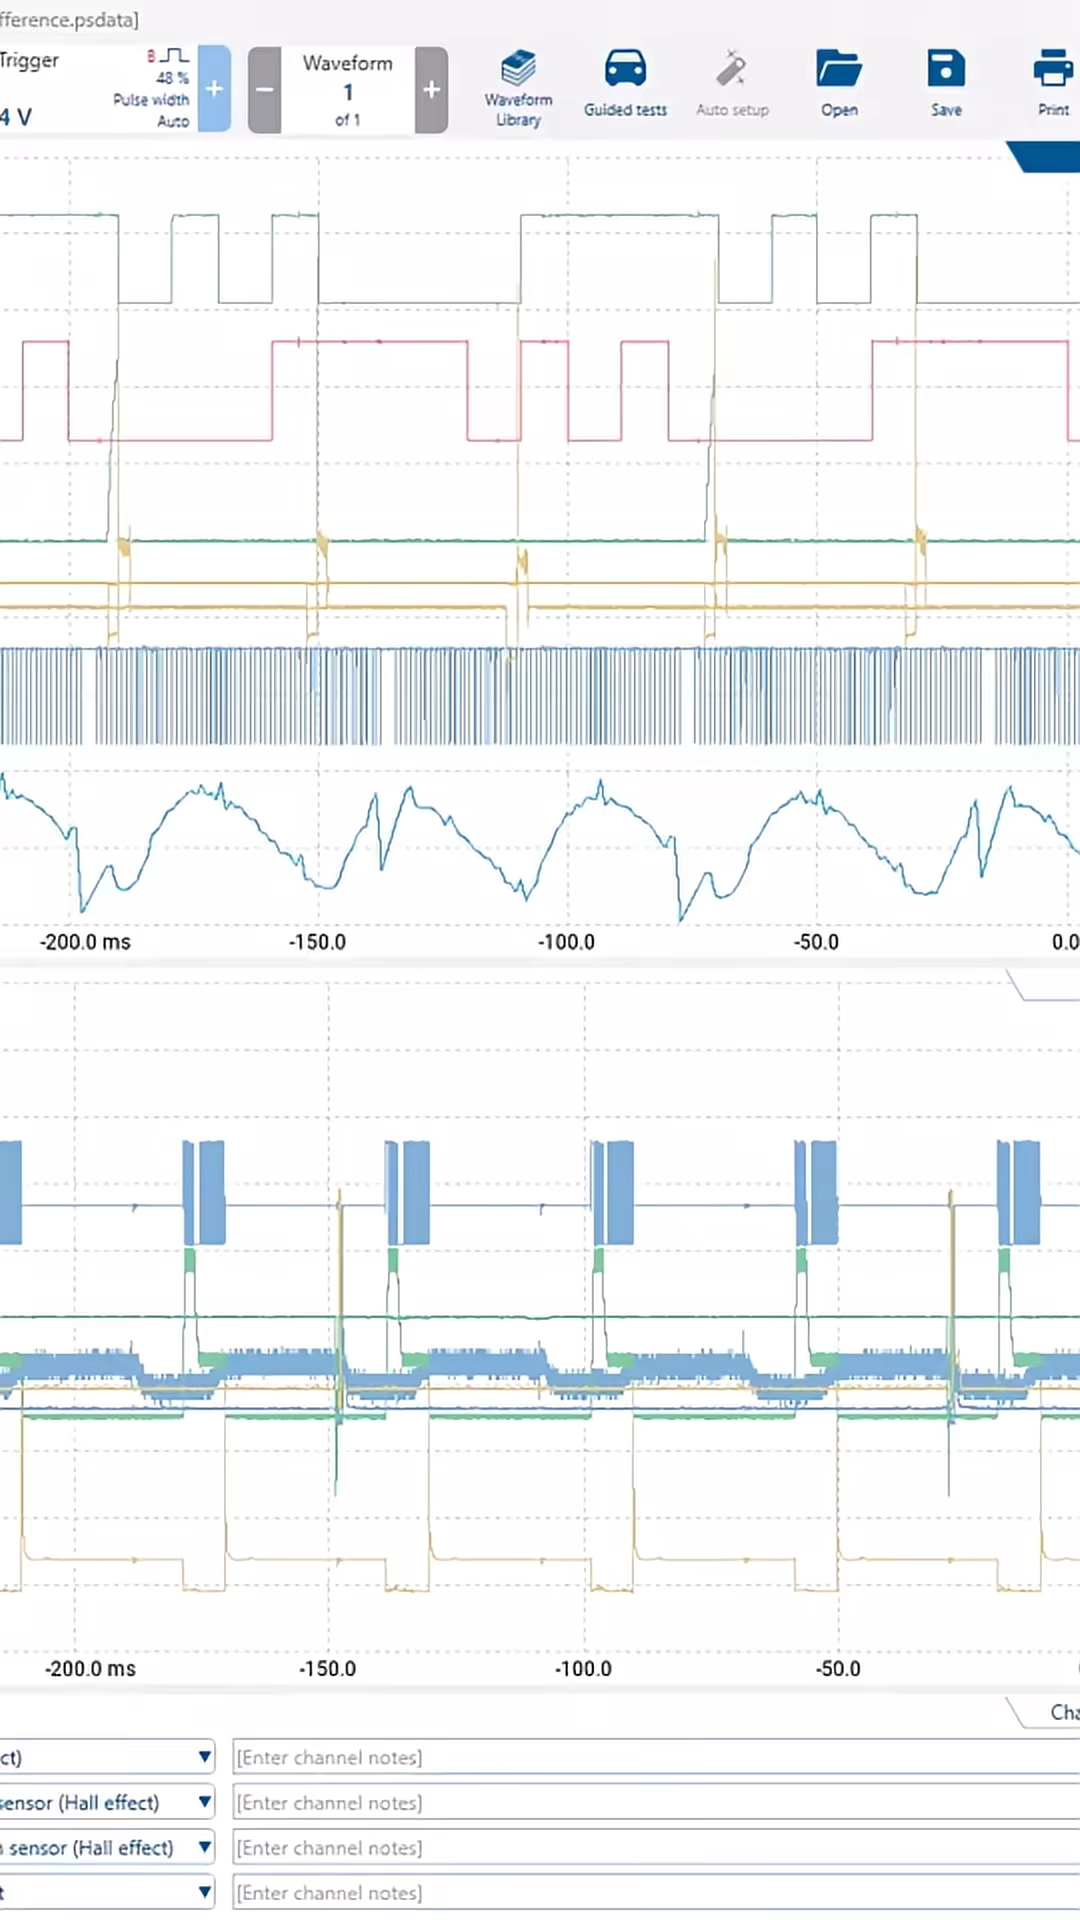 fference.psdata]
Trigger
8
48 %
Pulse width
Auto
4 V
+
−
Waveform
1
of 1
+
Waveform
Library
Guided tests
Auto setup
Open
Save
Print
-200.0 ms
-150.0
-100.0
-50.0
0.0
-200.0 ms
-150.0
-100.0
-50.0
Cha
ct)
[Enter channel notes]
sensor (Hall effect)
[Enter channel notes]
sensor (Hall effect)
[Enter channel notes]
t
[Enter channel notes]